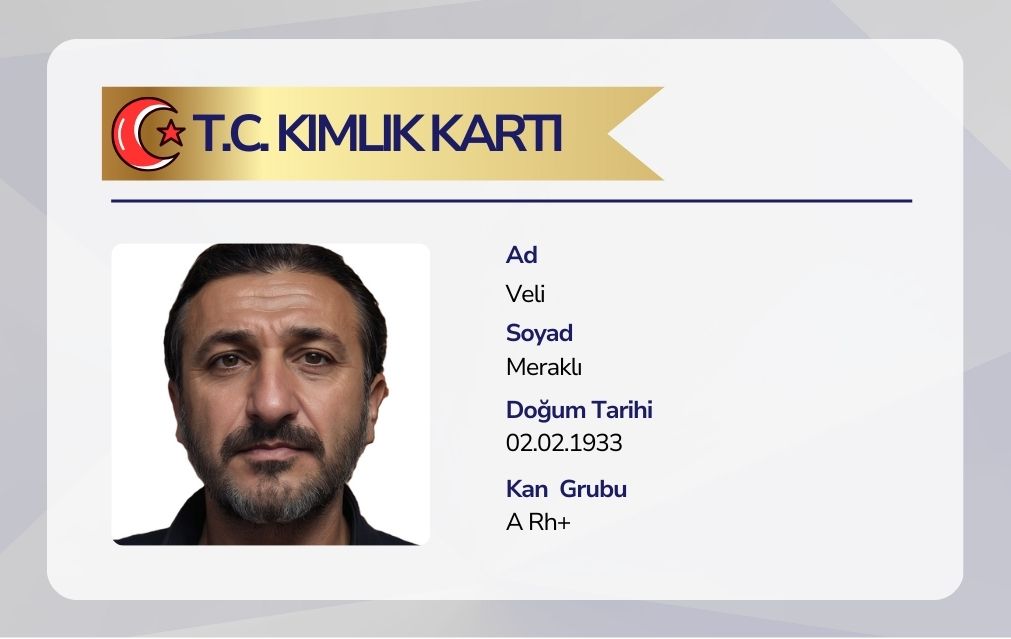 T.C. KIMLIK KARTI
Ad
Veli
Soyad
Meraklı
Doğum Tarihi
02.02.1933
Kan Grubu
A Rh+